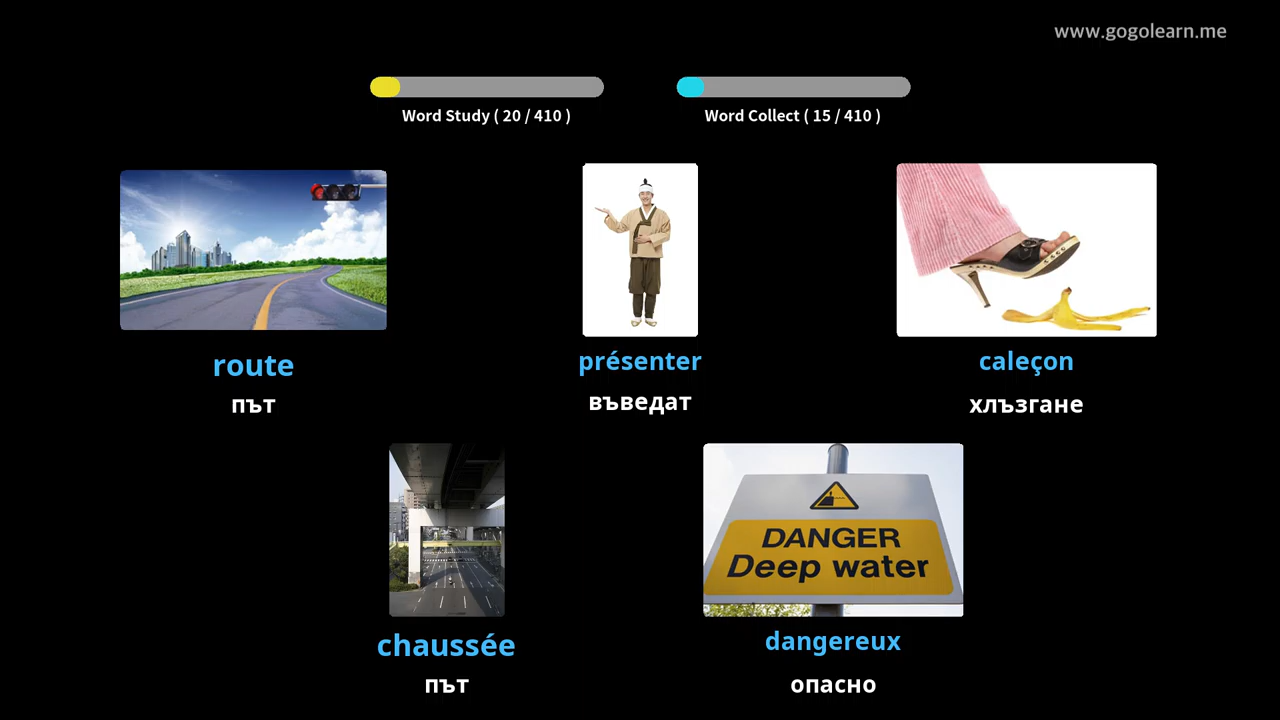 www.gogolearn.me
Word Study ( 20 / 410 )
Word Collect ( 15 / 410 )
route
път
présenter
въведат
caleçon
хлъзгане
chaussée
път
DANGER
Deep water
dangereux
опасно